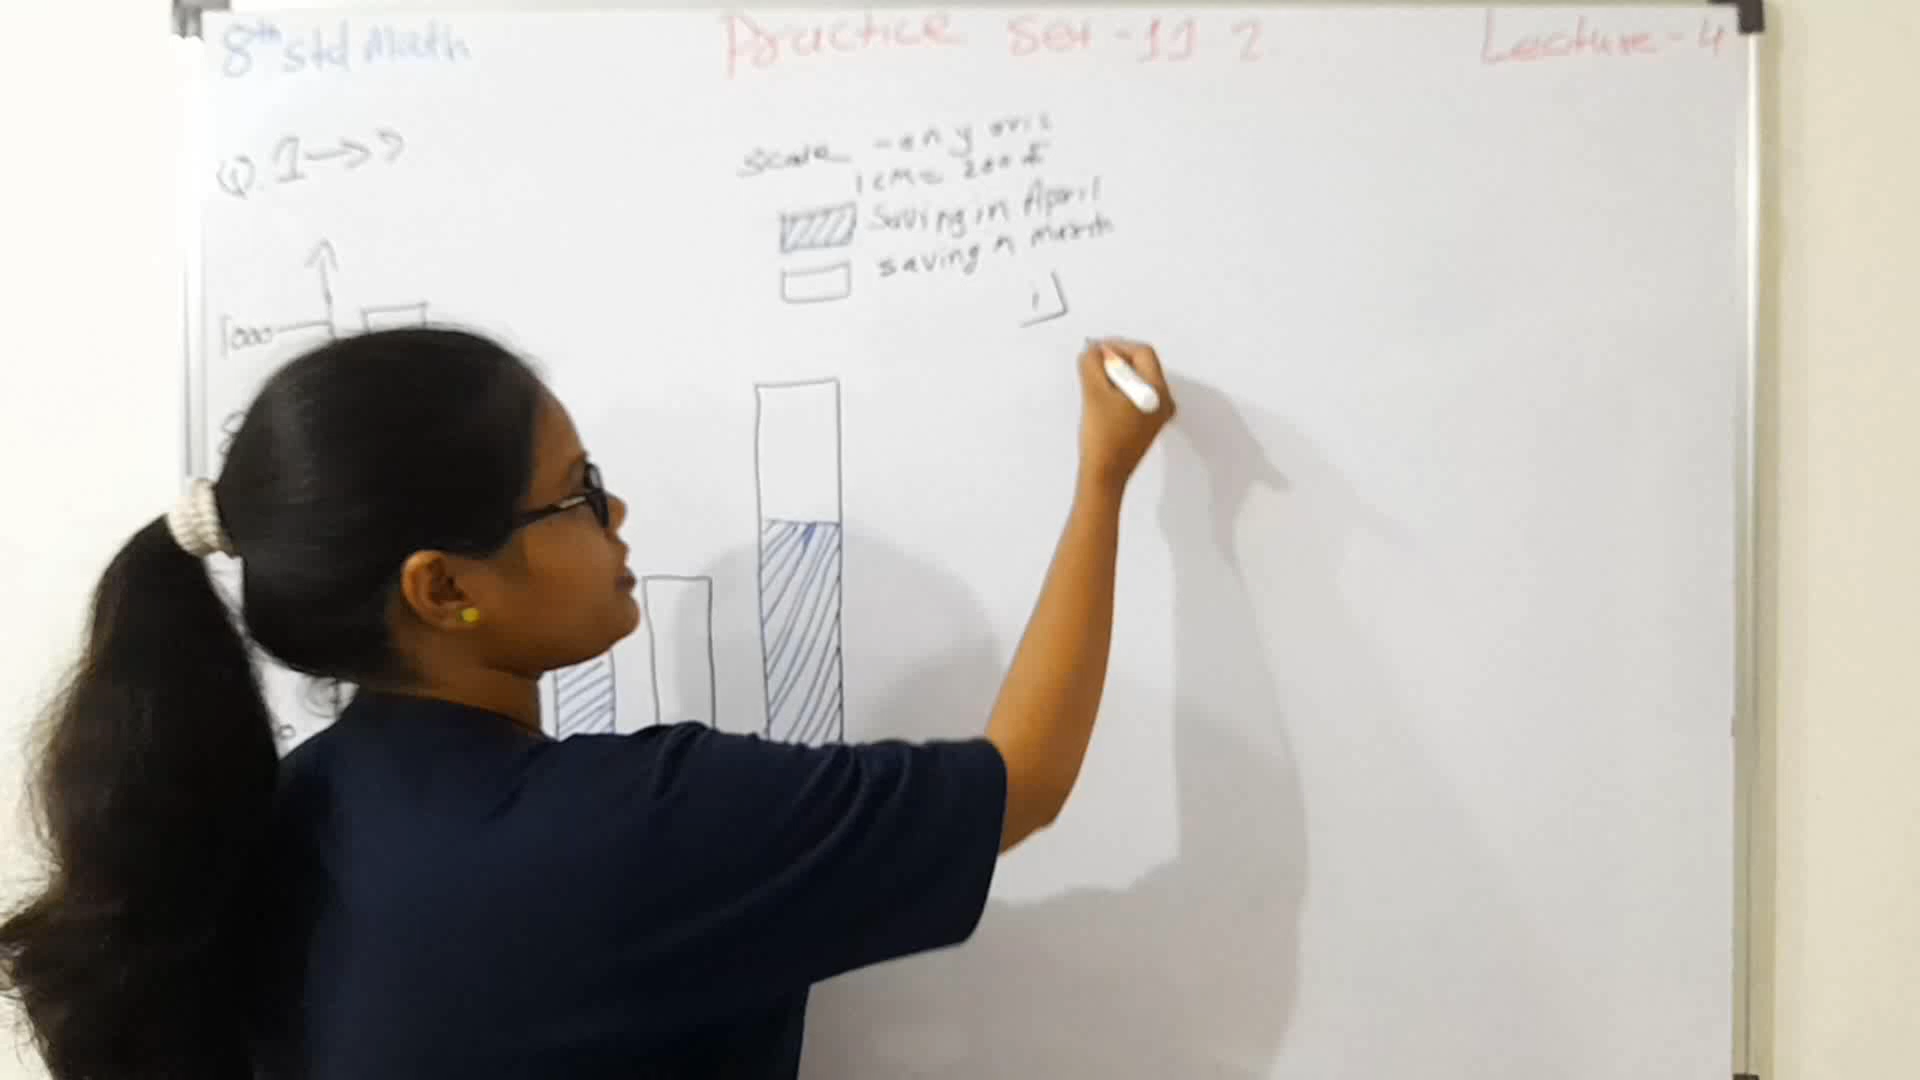 8th std Math
Practice Set - 11 2
Lecture - 4
Q. 1 →>
Scale - on y axis
1 cm = 200 ₹
Saving in April
saving n March
1000
i)